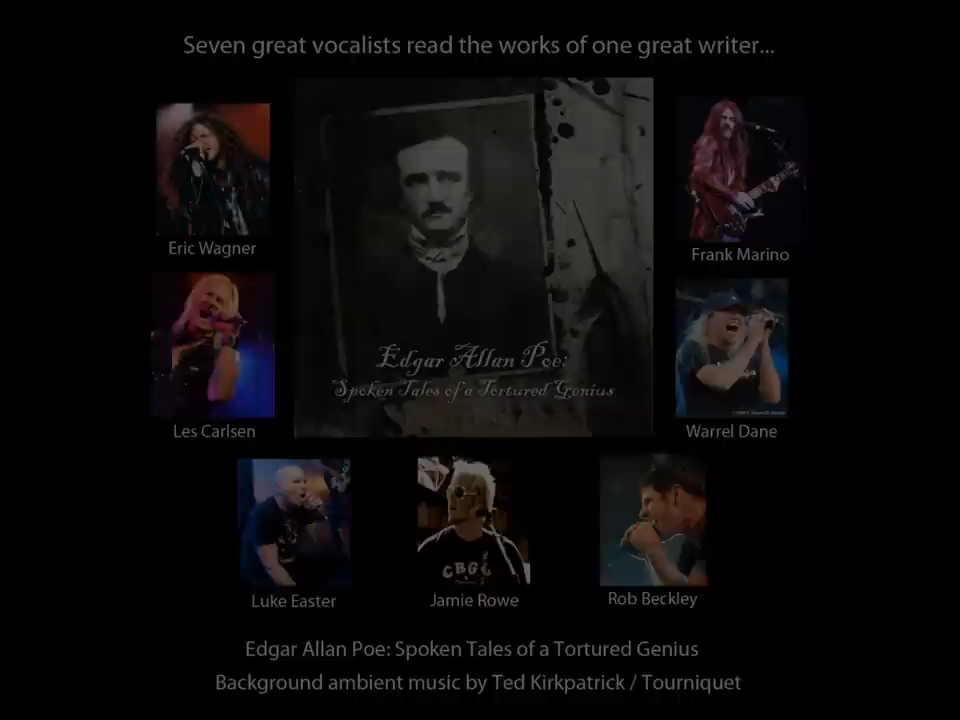 Seven great vocalists read the works of one great writer...
Eric Wagner
Frank Marino
Edgar Allan Poe:
Spoken Tales of a Tortured Genius
Les Carlsen
Warrel Dane
CBGC
Luke Easter
Jamie Rowe
Rob Beckley
Edgar Allan Poe: Spoken Tales of a Tortured Genius
Background ambient music by Ted Kirkpatrick / Tourniquet